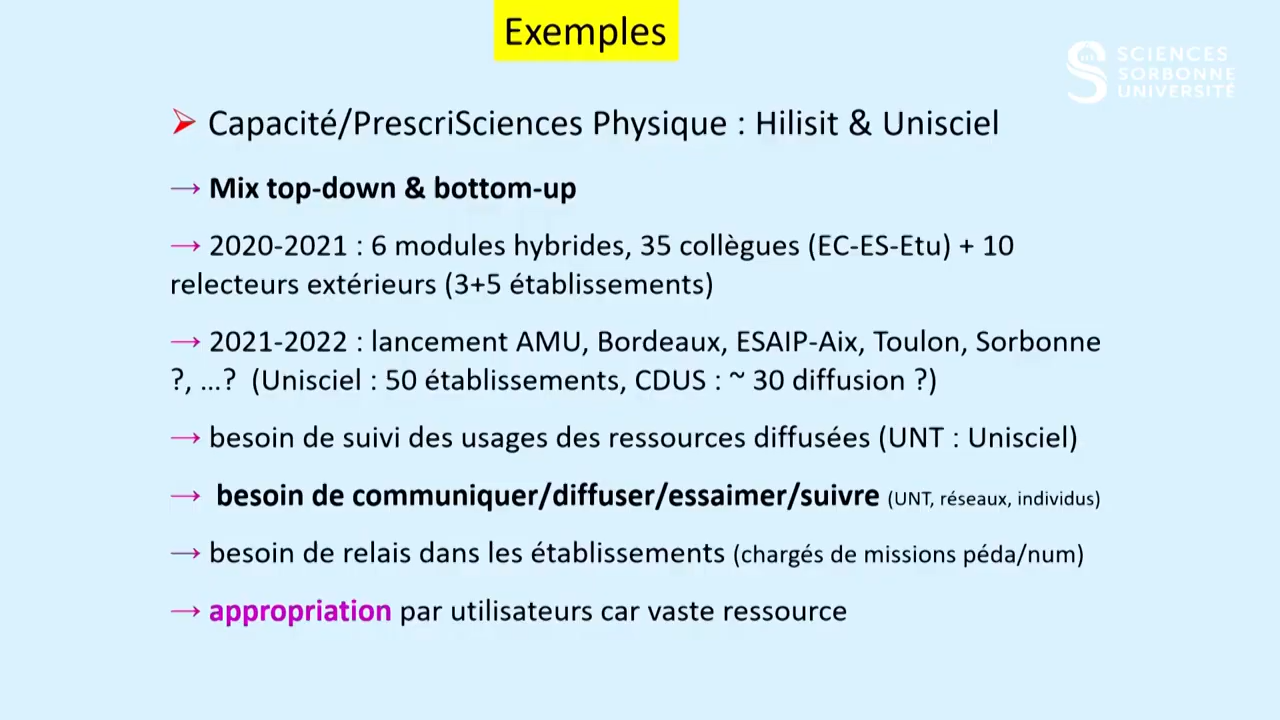 Exemples
SCIENCES
SORBONNE
UNIVERSITÉ
➢ Capacité/PrescriSciences Physique : Hilisit & Unisciel
→ Mix top-down & bottom-up
→ 2020-2021 : 6 modules hybrides, 35 collègues (EC-ES-Etu) + 10
relecteurs extérieurs (3+5 établissements)
→ 2021-2022 : lancement AMU, Bordeaux, ESAIP-Aix, Toulon, Sorbonne
?, ...? (Unisciel : 50 établissements, CDUS : ~ 30 diffusion ?)
→ besoin de suivi des usages des ressources diffusées (UNT : Unisciel)
→ besoin de communiquer/diffuser/essaimer/suivre (UNT, réseaux, individus)
→ besoin de relais dans les établissements (chargés de missions péda/num)
→ appropriation par utilisateurs car vaste ressource